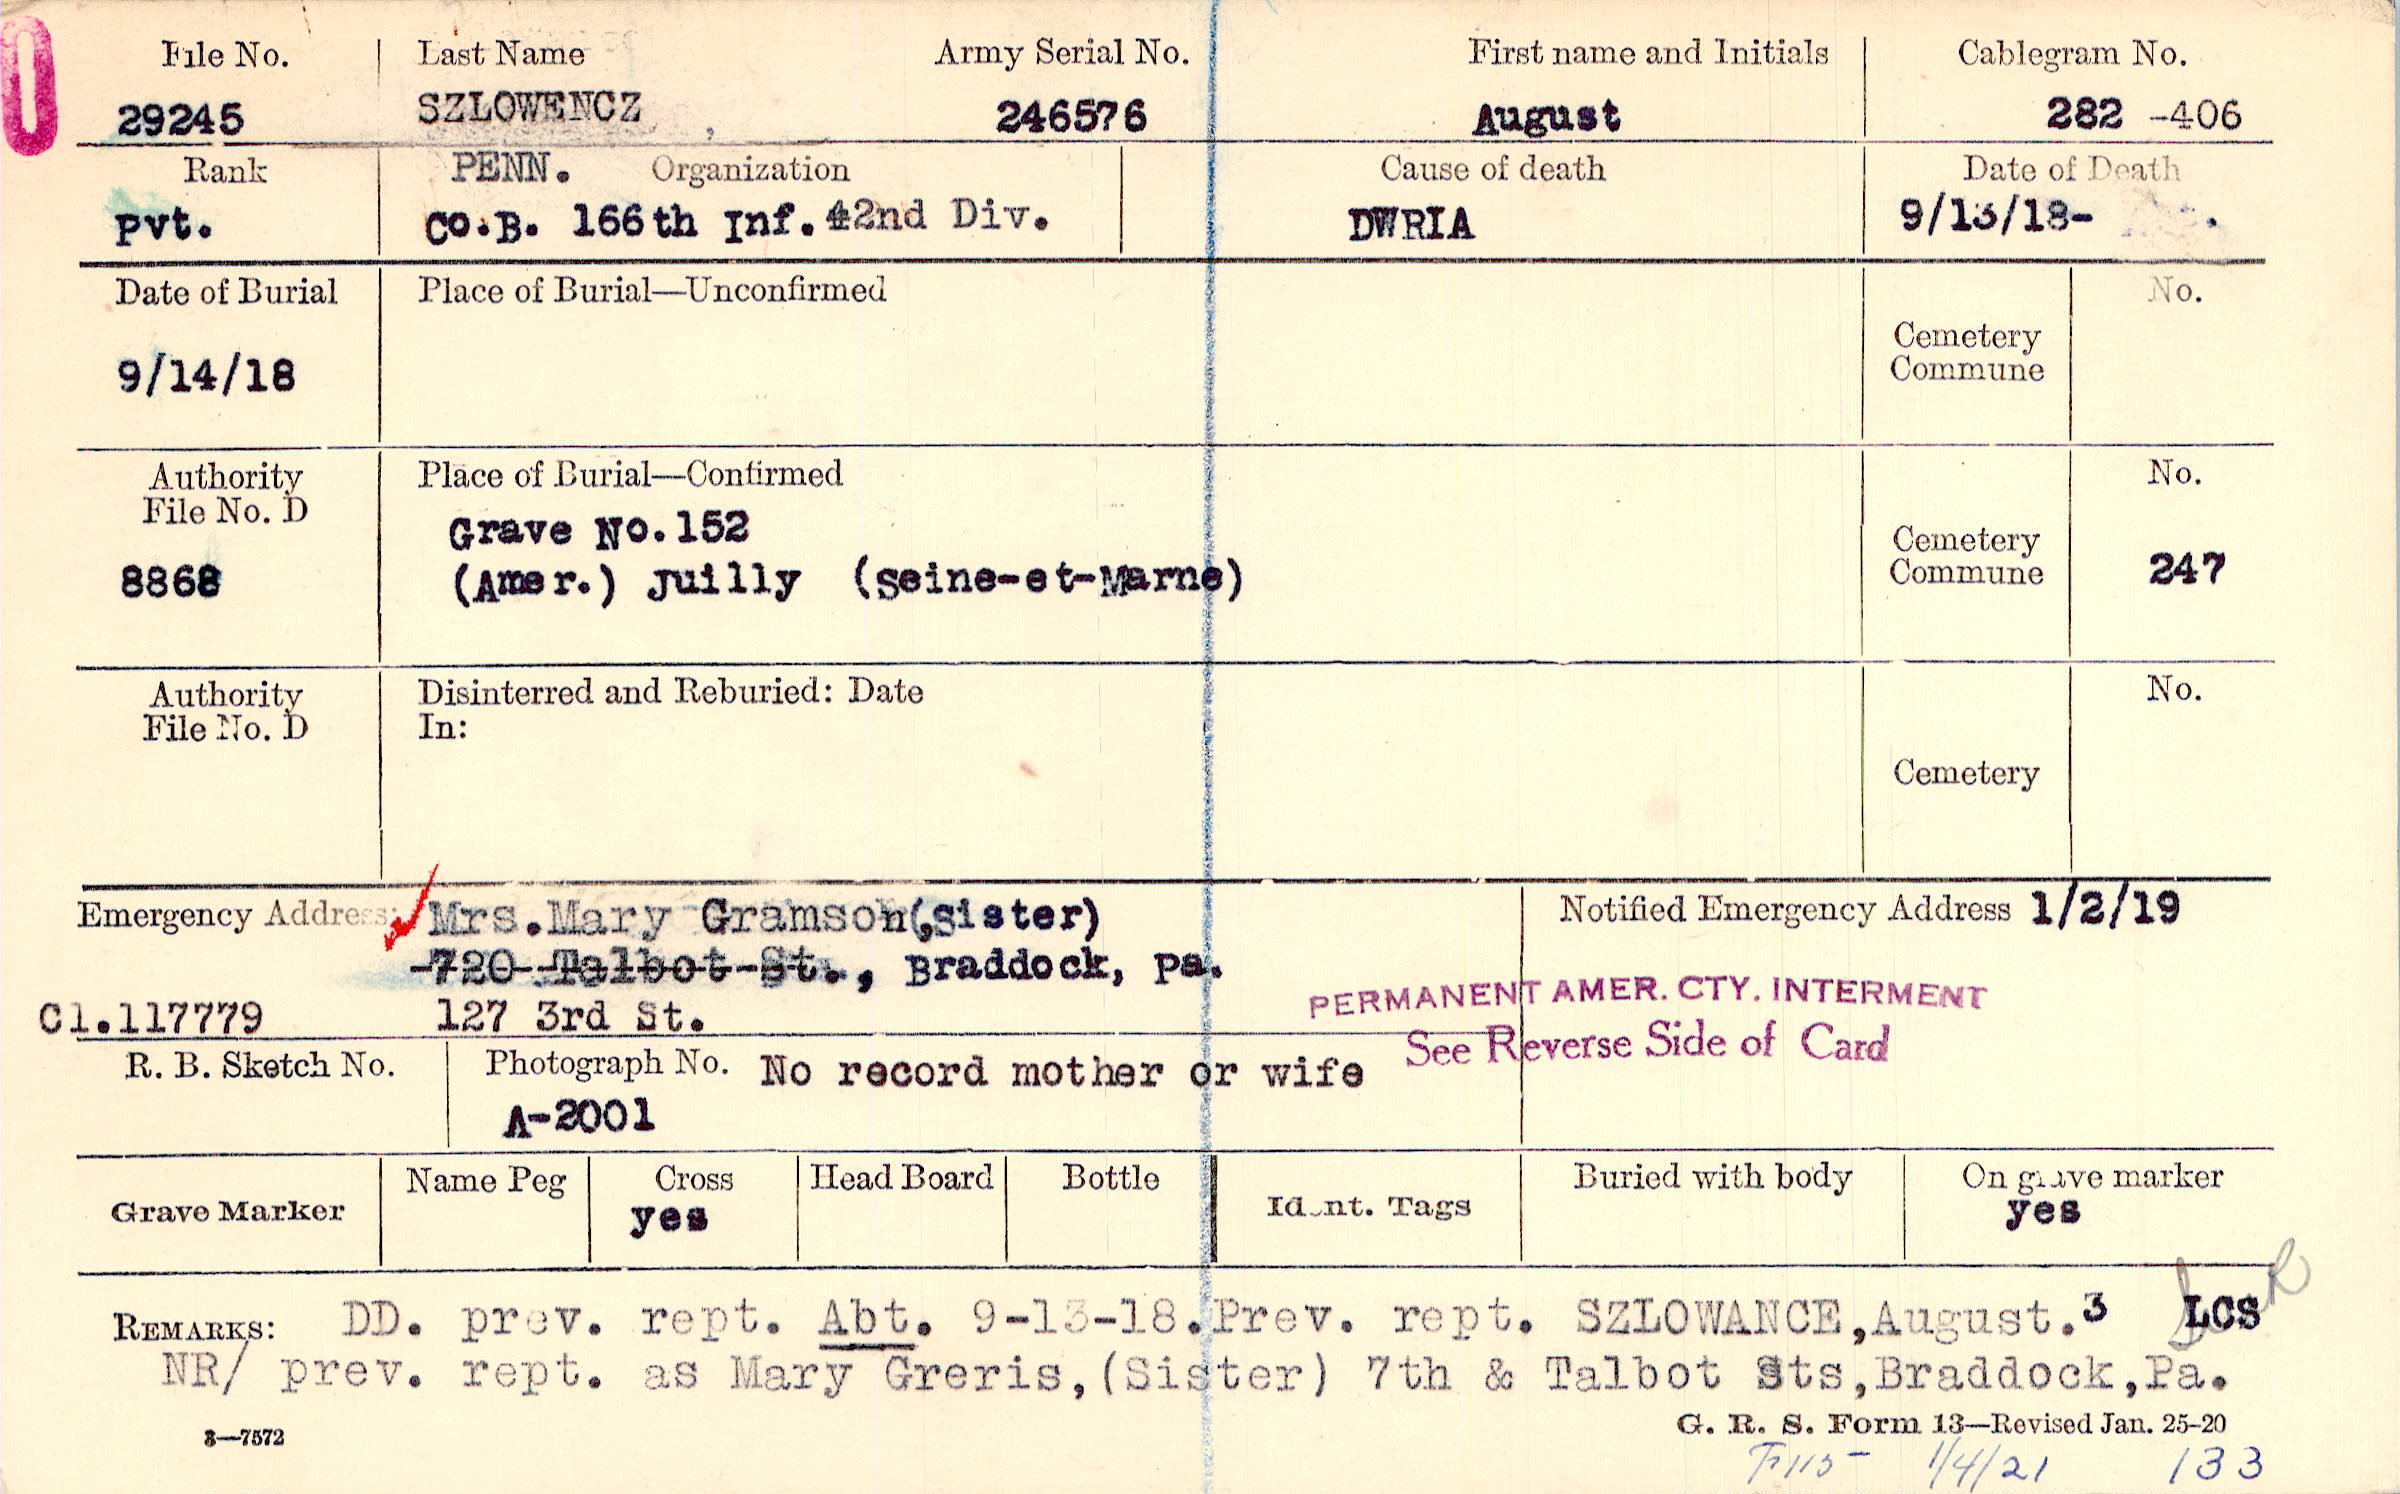 File No. Last Name Army Serial No. First name and Initials Cablegram No.
29245 SZLOWENCZ , 246576 August 282 -406
Rank PENN. Organization Cause of death Date of Death
Pvt. Co.B. 166th Inf. 42nd Div. DWRIA 9/13/18- .
Date of Burial Place of Burial—Unconfirmed No.
Cemetery
Commune
9/14/18
Authority Place of Burial—Confirmed No.
File No. D
Grave No.152
Cemetery
8868 (Amer.) Juilly (Seine-et-Marne) Commune 247
Authority Disinterred and Reburied: Date No.
File No. D In:
Cemetery
Emergency Address: Mrs.Mary Gramson(,sister) Notified Emergency Address 1/2/19
-720 Talbot St., Braddock, Pa.
PERMANENT AMER. CTY. INTERMENT
Cl.117779 127 3rd St.
See Reverse Side of Card
R. B. Sketch No. Photograph No. No record mother or wife
A-2001
Name Peg Cross Head Board Bottle Buried with body On grave marker
Grave Marker yes Ident. Tags yes
REMARKS: DD. prev. rept. Abt. 9-13-18.Prev. rept. SZLOWANCE,August.3 LCS
NR/ prev. rept. as Mary Greris,(Sister) 7th & Talbot Sts,Braddock,Pa.
3—7572 G. R. S. Form 13—Revised Jan. 25-20
1/4/21 133